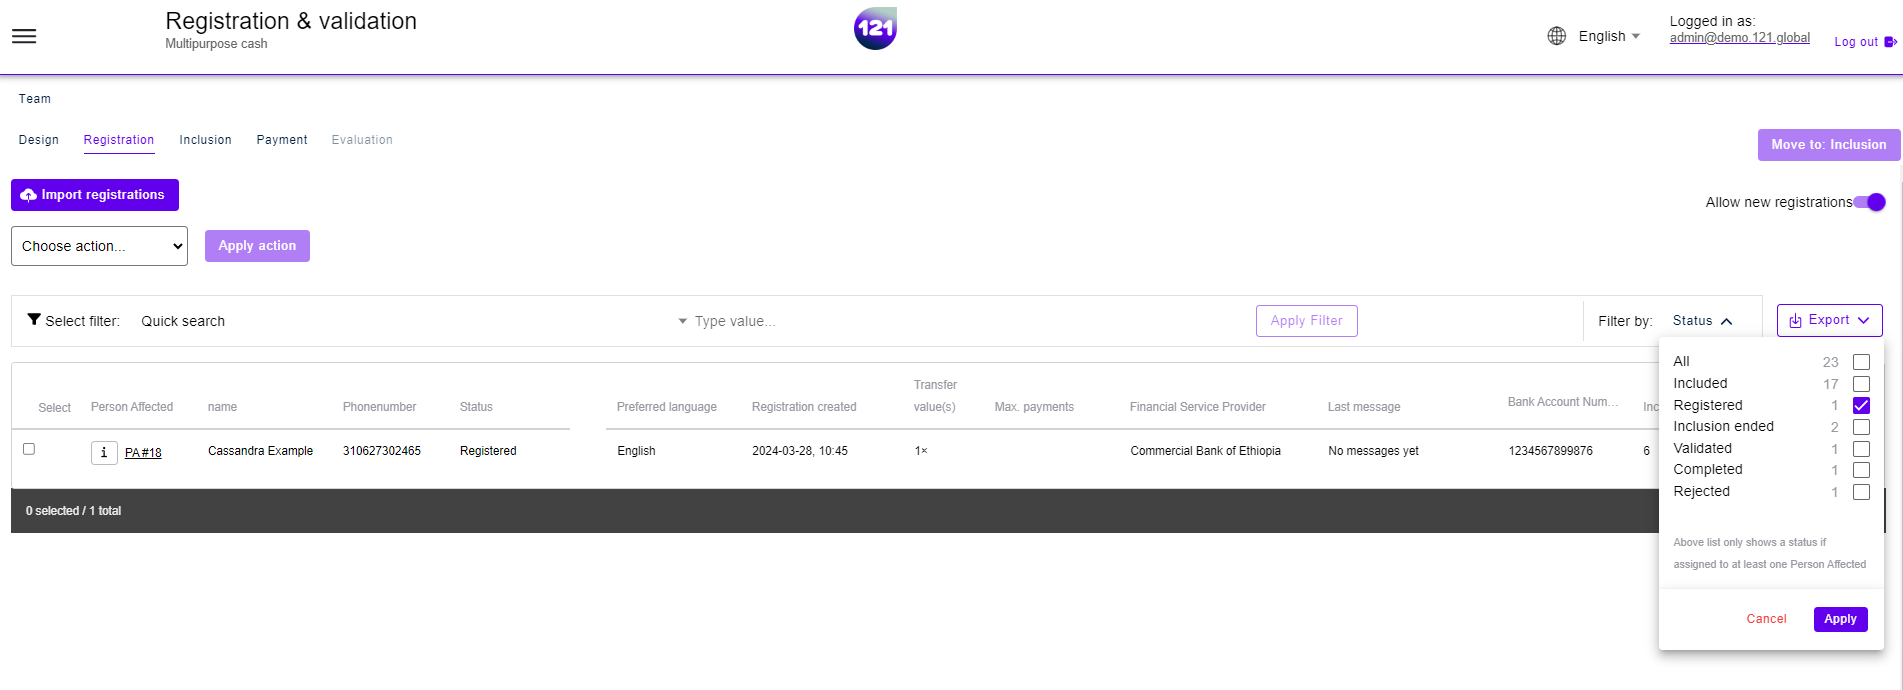 Registration & validation
Multipurpose cash
121
English
Logged in as:
admin@demo.121.global
Log out
Team
Design Registration Inclusion Payment Evaluation
Move to: Inclusion
Import registrations
Allow new registrations
Choose action... Apply action
Select filter: Quick search Type value... Apply Filter Filter by: Status Export
All 23
Included 17
Registered 1
Inclusion ended 2
Validated 1
Completed 1
Rejected 1
Above list only shows a status if
assigned to at least one Person Affected
Cancel Apply
Select Person Affected name Phonenumber Status Preferred language Registration created Transfer value(s) Max. payments Financial Service Provider Last message Bank Account Num... Inc
i PA #18 Cassandra Example 310627302465 Registered English 2024-03-28, 10:45 1× Commercial Bank of Ethiopia No messages yet 1234567899876 6
0 selected / 1 total